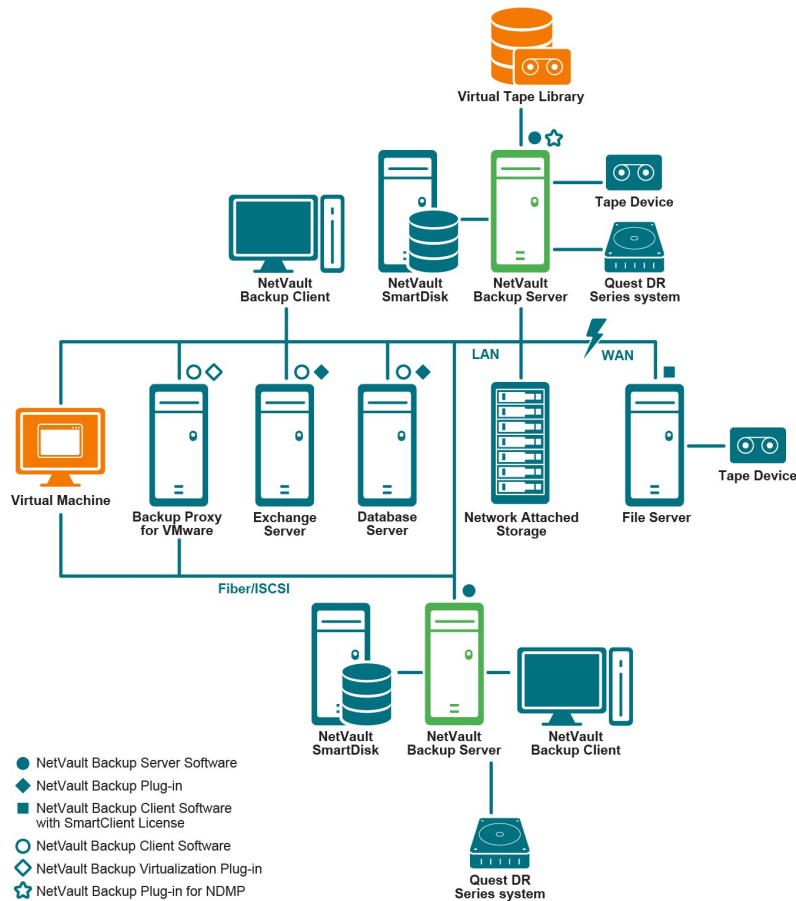 Virtual Tape Library
Tape Device
NetVault
Backup Client
NetVault
SmartDisk
NetVault
Backup Server
Quest DR
Series system
LAN
WAN
Virtual Machine
Backup Proxy
for VMware
Exchange
Server
Database
Server
Network Attached
Storage
File Server
Tape Device
Fiber/ISCSI
NetVault
SmartDisk
NetVault
Backup Server
NetVault
Backup Client
NetVault Backup Server Software
NetVault Backup Plug-in
NetVault Backup Client Software
with SmartClient License
NetVault Backup Client Software
NetVault Backup Virtualization Plug-in
NetVault Backup Plug-in for NDMP
Quest DR
Series system